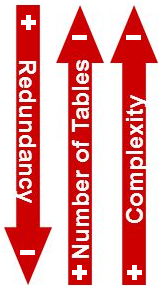 +
Redundancy
-
-
Number of Tables
+
-
Complexity
+